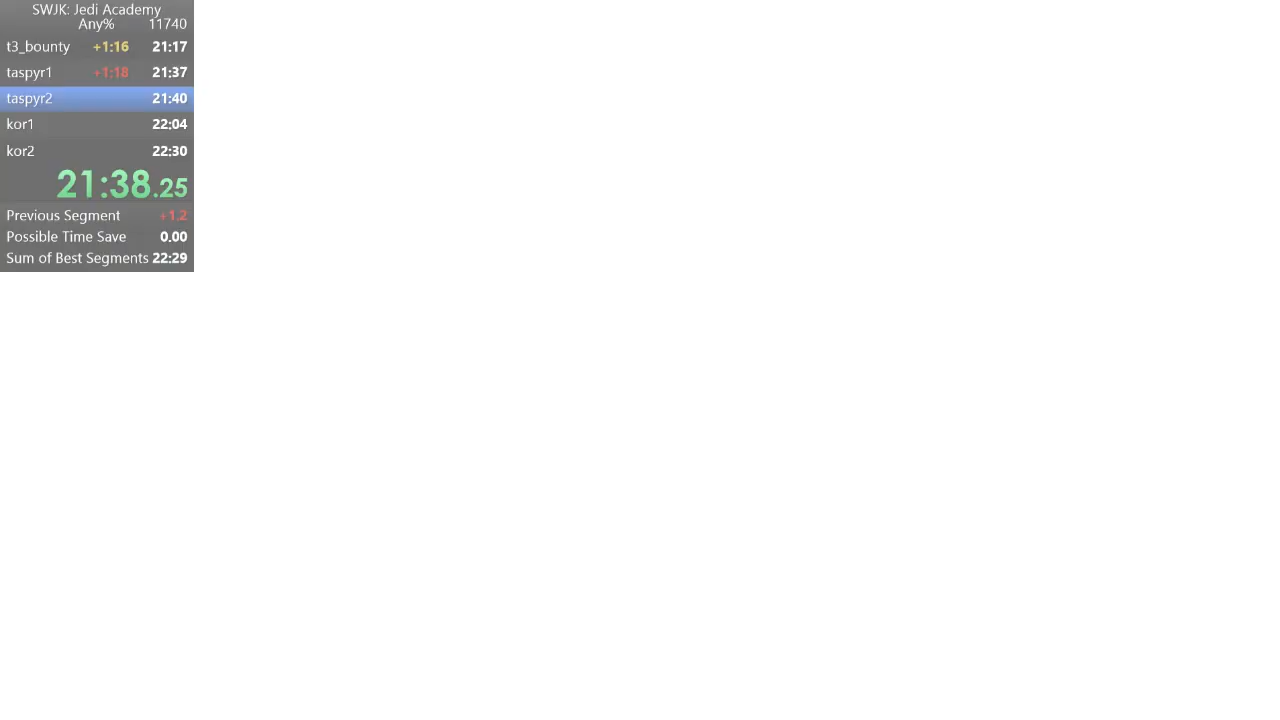 SWJK: Jedi Academy
Any% 11740
t3_bounty +1:16 21:17
taspyr1 +1:18 21:37
taspyr2 21:40
kor1 22:04
kor2 22:30
21:38.25
Previous Segment +1.2
Possible Time Save 0.00
Sum of Best Segments 22:29